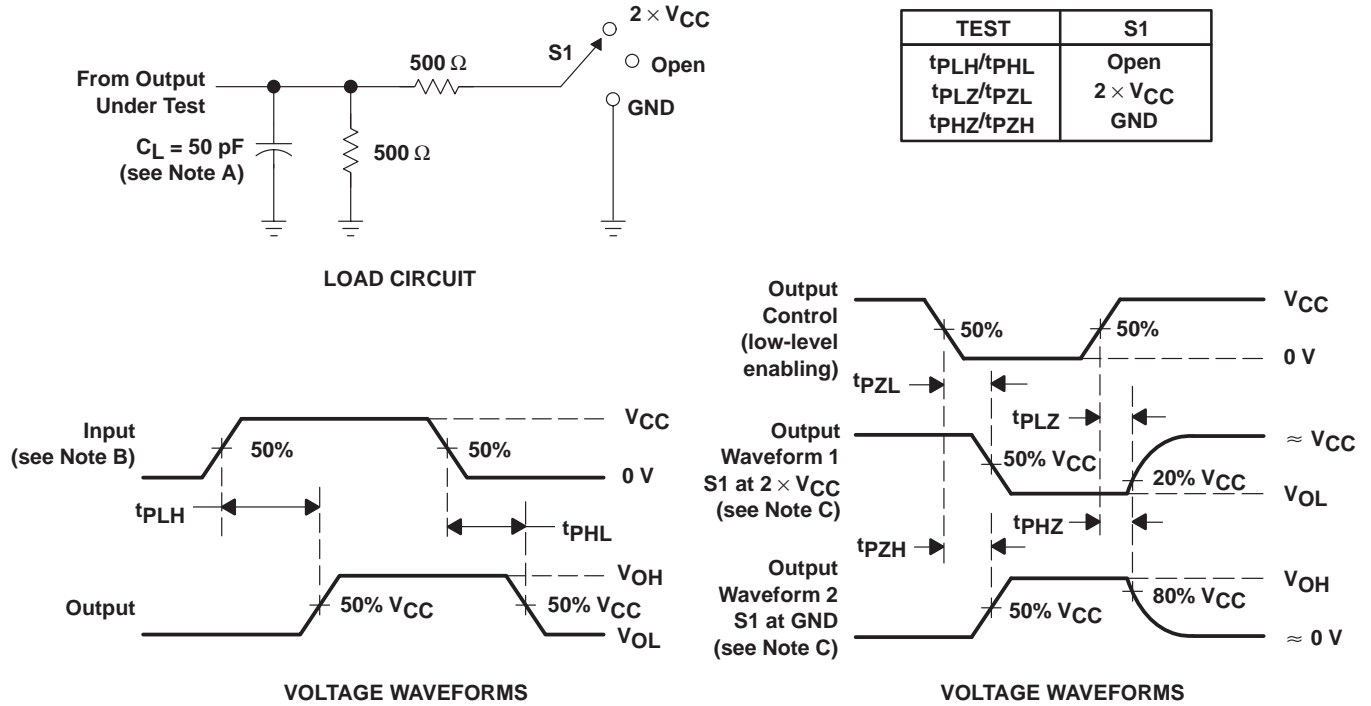 2 × VCC
S1
500 Ω
Open
From Output
Under Test
GND
CL = 50 pF
(see Note A)
500 Ω
LOAD CIRCUIT
TEST S1
tPLH/tPHL Open
tPLZ/tPZL 2 × VCC
tPHZ/tPZH GND
Input
(see Note B)
50%
50%
VCC
0 V
tPLH
tPHL
Output
50% VCC
50% VCC
VOH
VOL
VOLTAGE WAVEFORMS
Output
Control
(low-level
enabling)
50%
50%
VCC
0 V
tPZL
tPLZ
Output
Waveform 1
S1 at 2 × VCC
(see Note C)
50% VCC
20% VCC
≈ VCC
VOL
tPZH
tPHZ
Output
Waveform 2
S1 at GND
(see Note C)
50% VCC
80% VCC
VOH
≈ 0 V
VOLTAGE WAVEFORMS